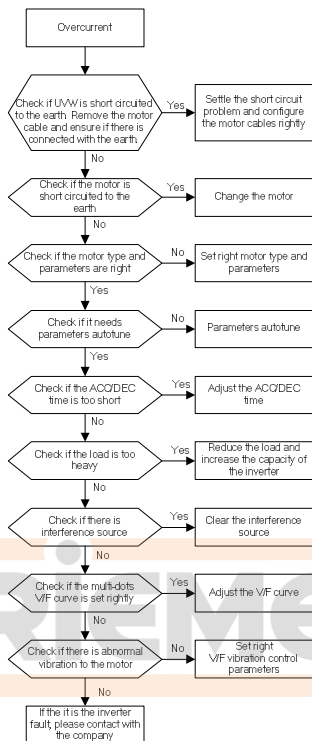 Overcurrent
Check if UVW is short circuited
to the earth. Remove the motor
cable and ensure if there is
connected with the earth.
Yes
Settle the short circuit
problem and configure
the motor cables rightly
No
Check if the motor is
short circuited to the
earth
Yes
Change the motor
No
Check if the motor type and
parameters are right
No
Set right motor type and
parameters
Yes
Check if it needs
parameters autotune
No
Parameters autotune
Yes
Check if the ACC/DEC
time is too short
Yes
Adjust the ACC/DEC
time
No
Check if the load is too
heavy
Yes
Reduce the load and
increase the capacity of
the inverter
No
Check if there is
interference source
Yes
Clear the interference
source
No
Check if the multi-dots
V/F curve is set rightly
Yes
Adjust the V/F curve
No
Check if there is abnormal
vibration to the motor
No
Set right
V/F vibration control
parameters
No
If the it is the inverter
fault, please contact with
the company